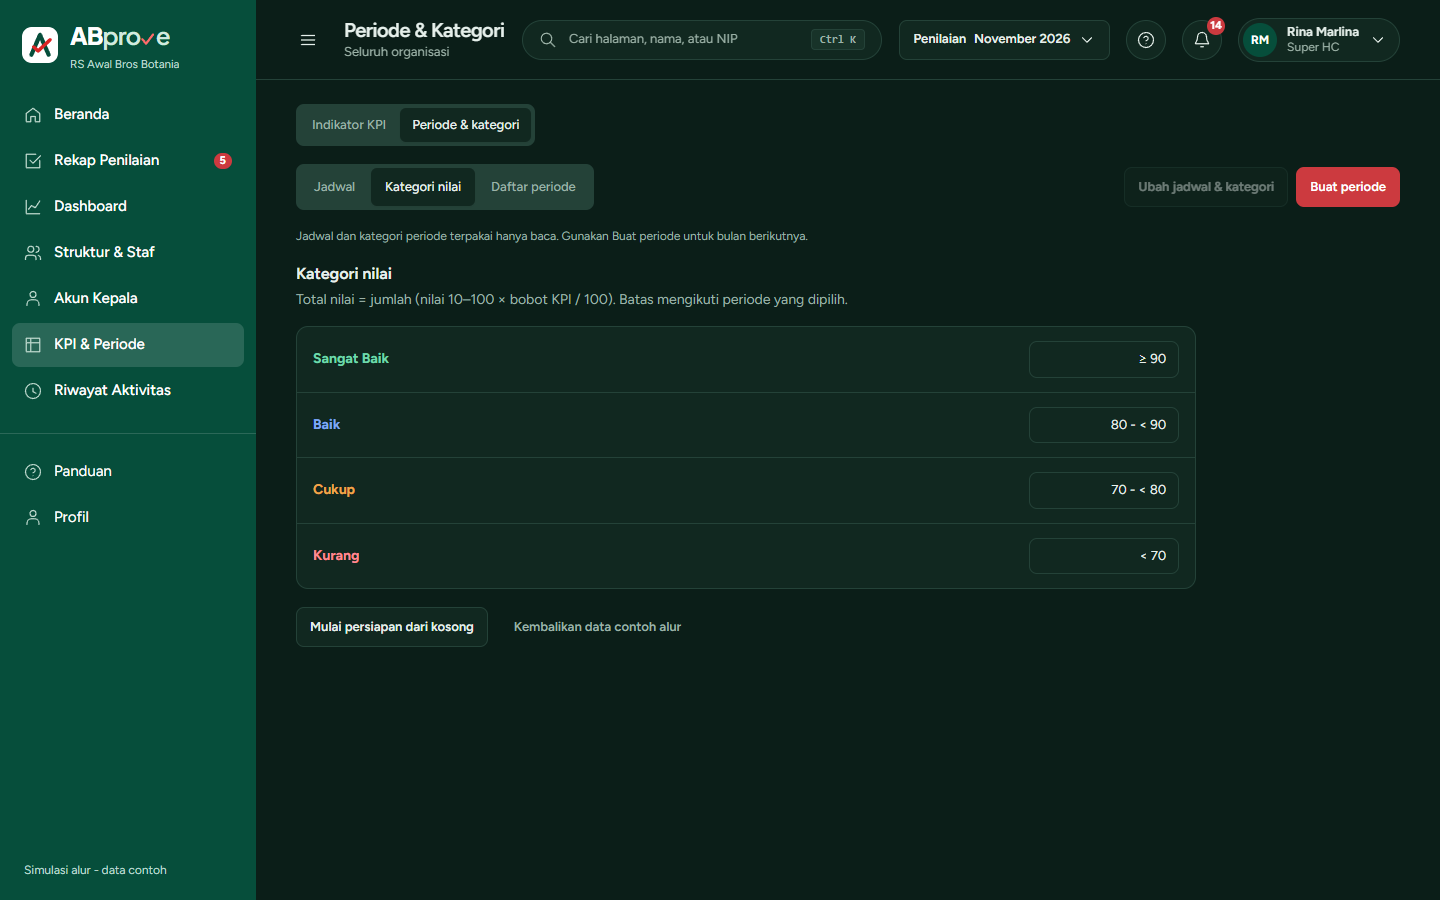 ABprove
RS Awal Bros Botania
Beranda
Rekap Penilaian 5
Dashboard
Struktur & Staf
Akun Kepala
KPI & Periode
Riwayat Aktivitas
Panduan
Profil
Simulasi alur - data contoh
Periode & Kategori
Seluruh organisasi
Cari halaman, nama, atau NIP Ctrl K
Penilaian November 2026
14
RM
Rina Marlina
Super HC
Indikator KPI Periode & kategori
Jadwal Kategori nilai Daftar periode
Ubah jadwal & kategori Buat periode
Jadwal dan kategori periode terpakai hanya baca. Gunakan Buat periode untuk bulan berikutnya.
Kategori nilai
Total nilai = jumlah (nilai 10–100 × bobot KPI / 100). Batas mengikuti periode yang dipilih.
Sangat Baik ≥ 90
Baik 80 - < 90
Cukup 70 - < 80
Kurang < 70
Mulai persiapan dari kosong Kembalikan data contoh alur